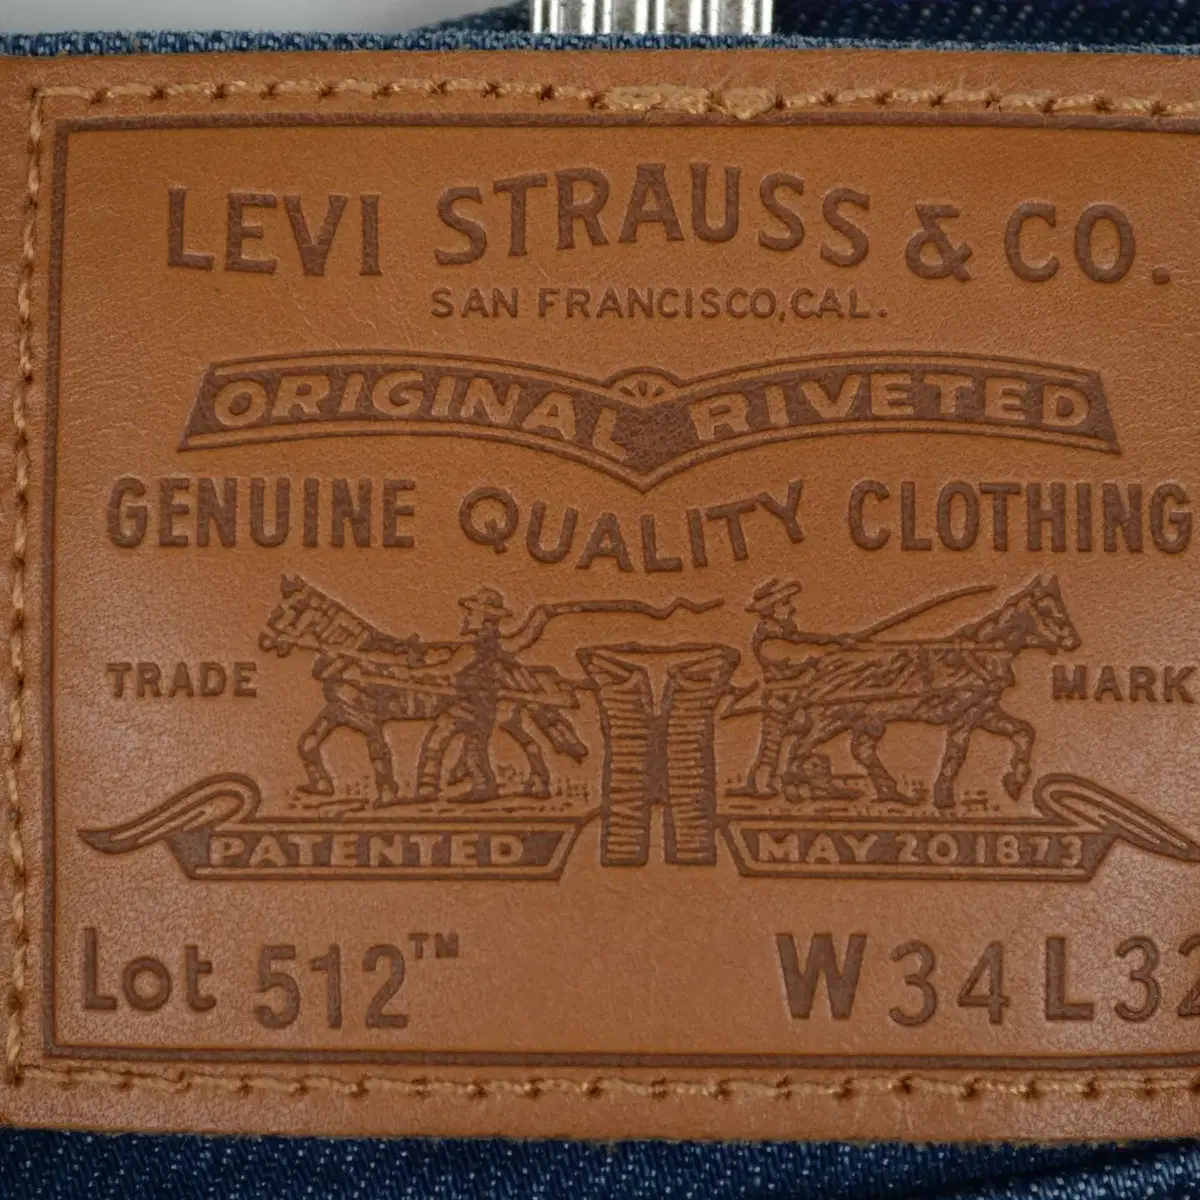 LEVI STRAUSS & CO.
SAN FRANCISCO, CAL.
ORIGINAL RIVETED
GENUINE QUALITY CLOTHING
TRADE MARK
PATENTED MAY 20 1873
Lot 512™ W34 L32